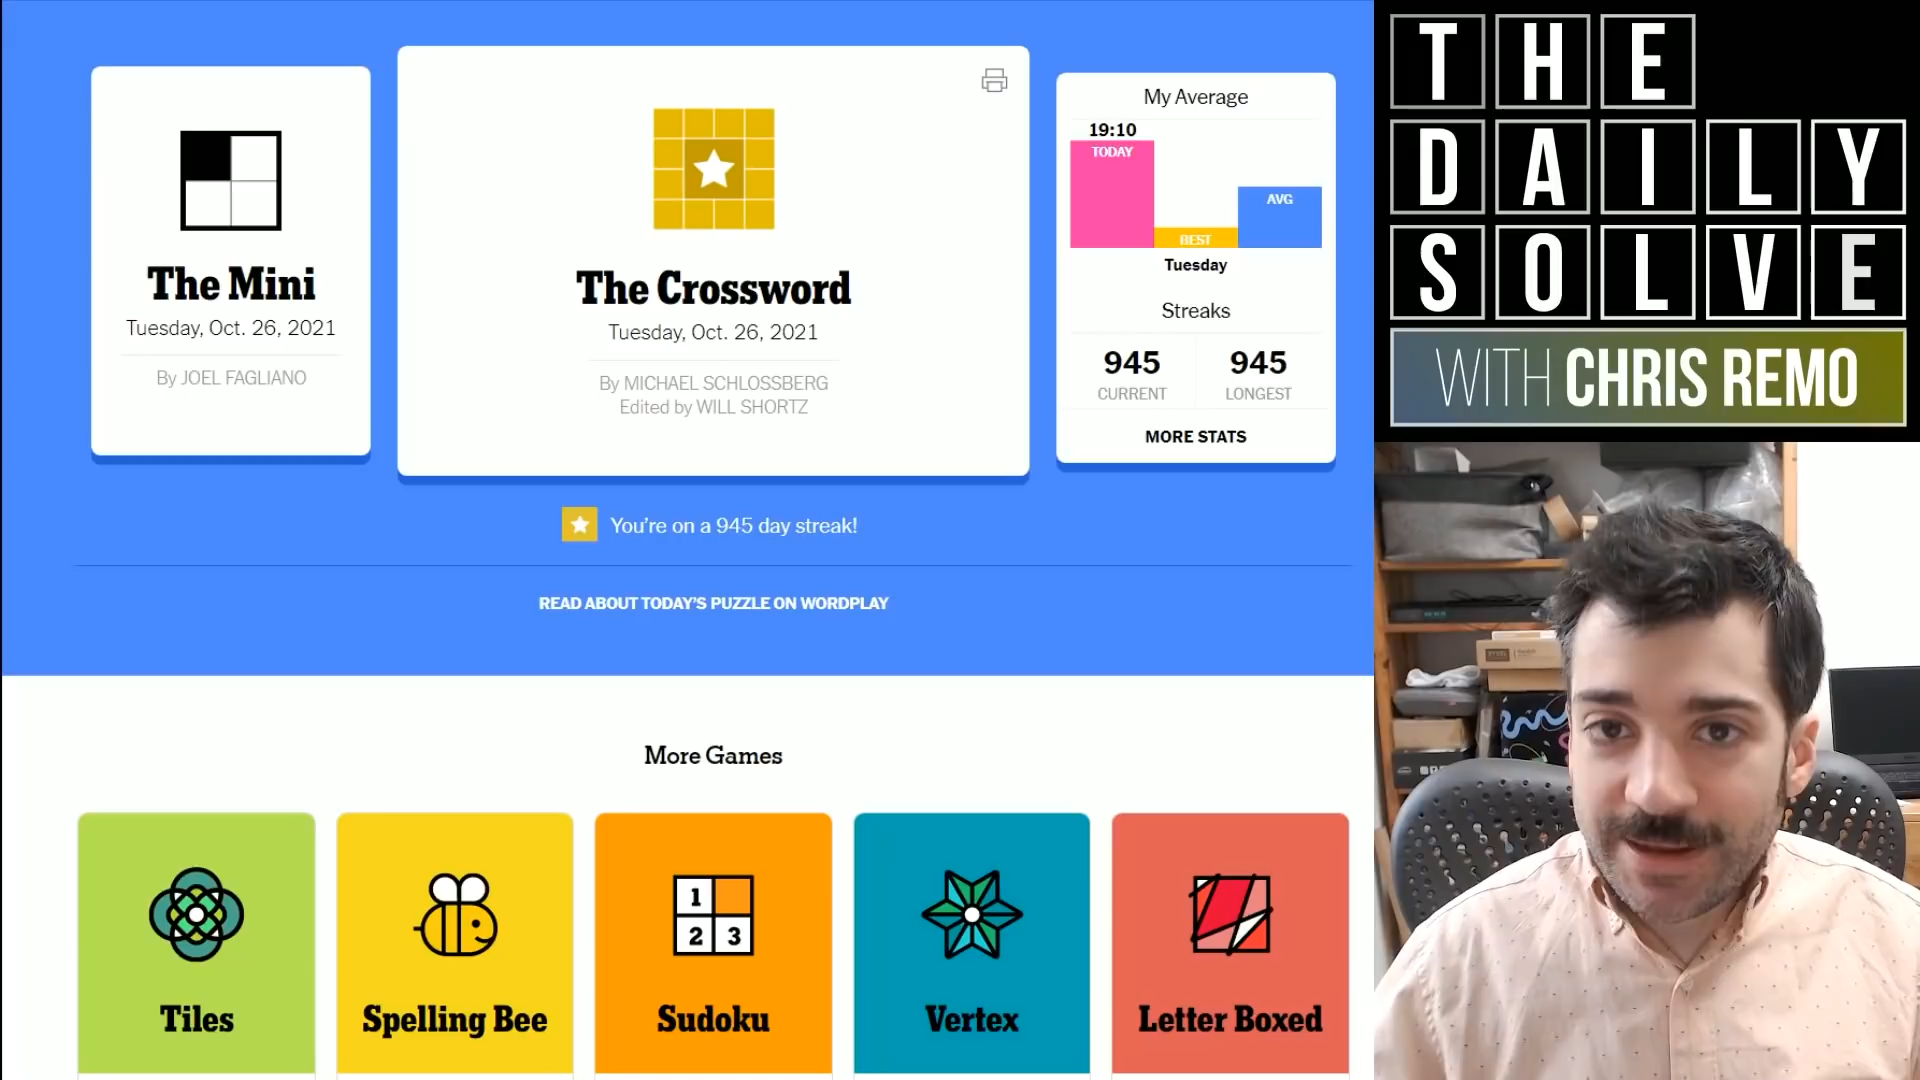 The Mini
Tuesday, Oct. 26, 2021
By JOEL FAGLIANO
The Crossword
Tuesday, Oct. 26, 2021
By MICHAEL SCHLOSSBERG
Edited by WILL SHORTZ
My Average
19:10
TODAY
BEST
AVG
Tuesday
Streaks
945
945
CURRENT
LONGEST
MORE STATS
You're on a 945 day streak!
READ ABOUT TODAY'S PUZZLE ON WORDPLAY
More Games
1
2 3
Tiles
Spelling Bee
Sudoku
Vertex
Letter Boxed
THE
DAILY
SOLVE
WITH CHRIS REMO